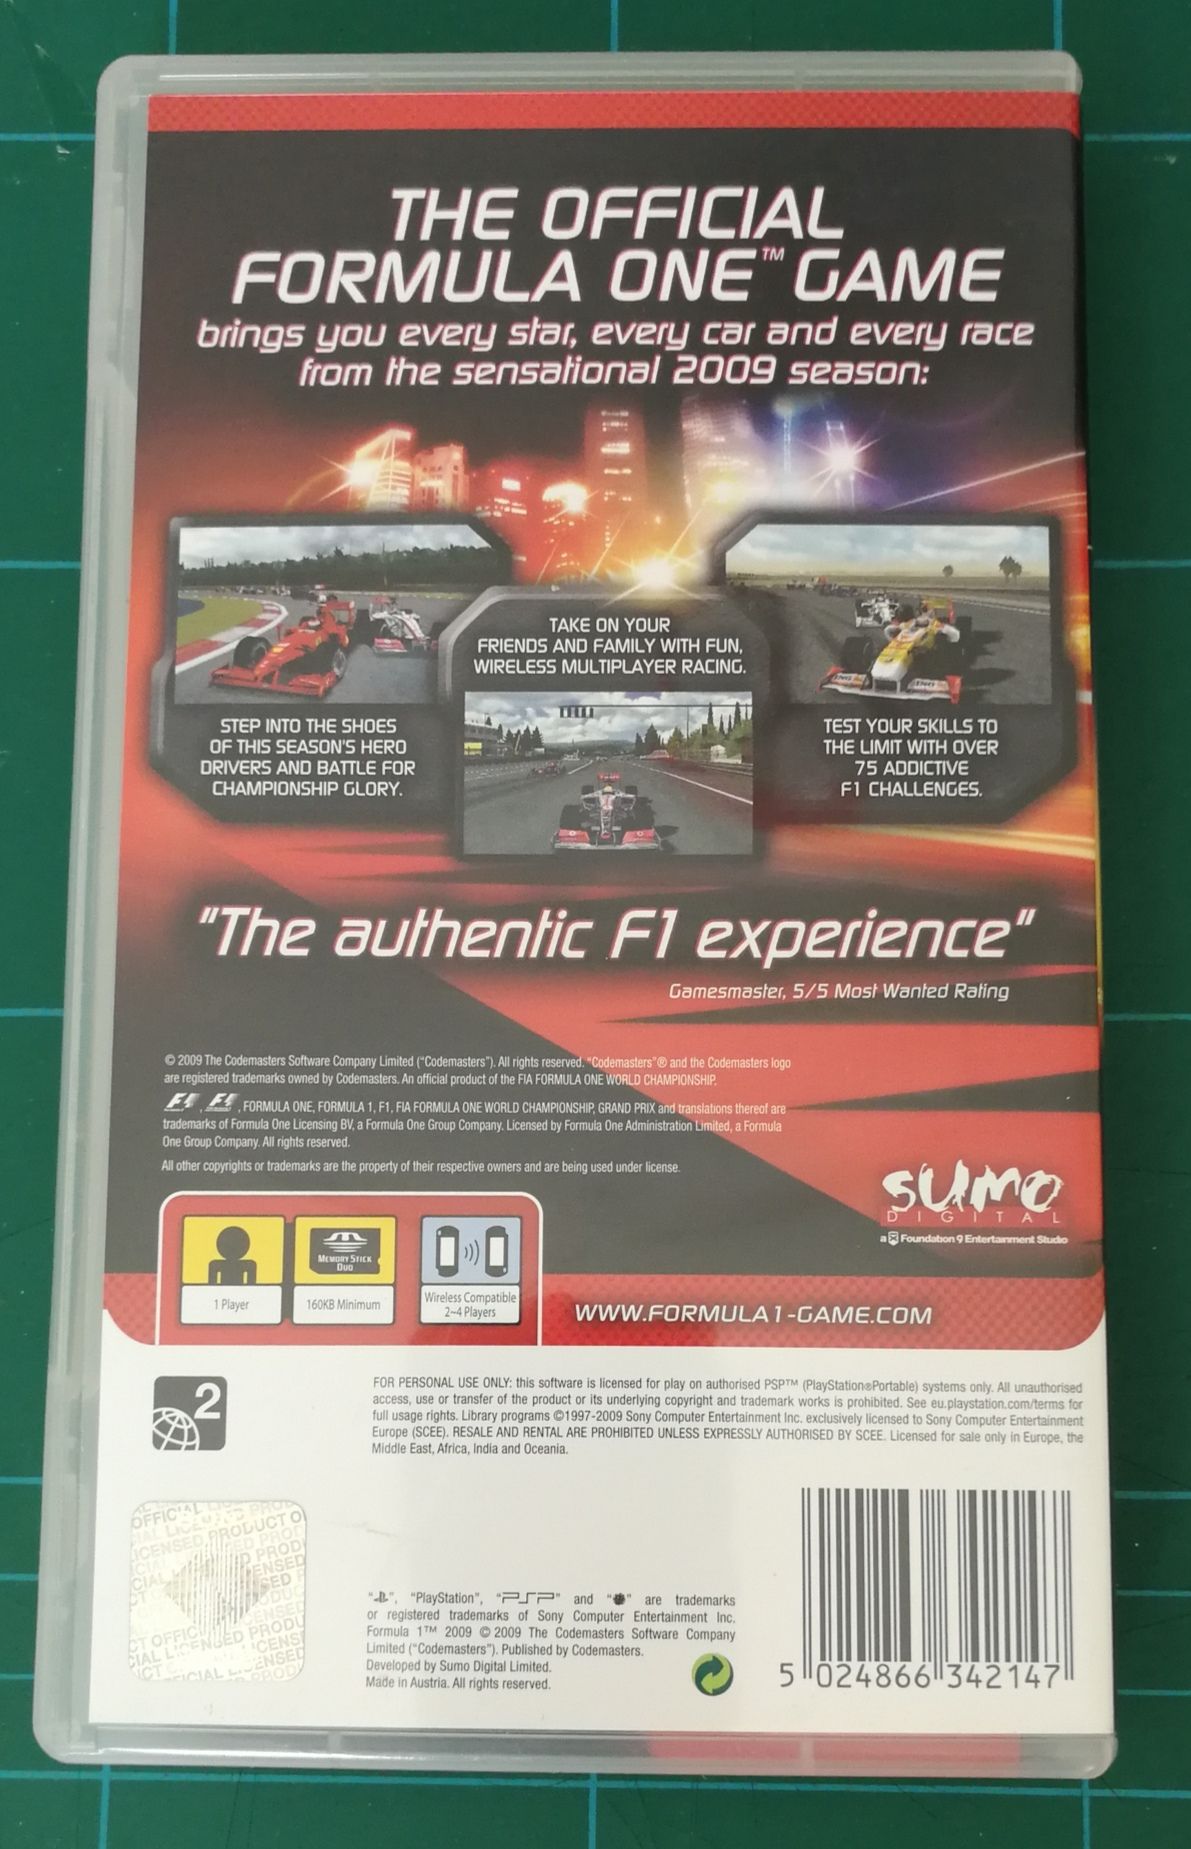 THE OFFICIAL
FORMULA ONE™ GAME
brings you every star, every car and every race
from the sensational 2009 season:
TAKE ON YOUR
FRIENDS AND FAMILY WITH FUN,
WIRELESS MULTIPLAYER RACING.
STEP INTO THE SHOES
OF THIS SEASON'S HERO
DRIVERS AND BATTLE FOR
CHAMPIONSHIP GLORY.
TEST YOUR SKILLS TO
THE LIMIT WITH OVER
75 ADDICTIVE
F1 CHALLENGES.
"The authentic F1 experience"
Gamesmaster, 5/5 Most Wanted Rating
© 2009 The Codemasters Software Company Limited ("Codemasters"). All rights reserved. "Codemasters"® and the Codemasters logo
are registered trademarks owned by Codemasters. An official product of the FIA FORMULA ONE WORLD CHAMPIONSHIP.
F1, F1, FORMULA ONE, FORMULA 1, F1, FIA FORMULA ONE WORLD CHAMPIONSHIP, GRAND PRIX and translations thereof are
trademarks of Formula One Licensing BV, a Formula One Group Company. Licensed by Formula One Administration Limited, a Formula
One Group Company. All rights reserved.
All other copyrights or trademarks are the property of their respective owners and are being used under license.
SUMO
DIGITAL
a Foundation 9 Entertainment Studio
MEMORY STICK
DUO
1 Player
160KB Minimum
Wireless Compatible
2~4 Players
WWW.FORMULA1-GAME.COM
2
FOR PERSONAL USE ONLY: this software is licensed for play on authorised PSP™ (PlayStation®Portable) systems only. All unauthorised
access, use or transfer of the product or its underlying copyright and trademark works is prohibited. See eu.playstation.com/terms for
full usage rights. Library programs ©1997-2009 Sony Computer Entertainment Inc. exclusively licensed to Sony Computer Entertainment
Europe (SCEE). RESALE AND RENTAL ARE PROHIBITED UNLESS EXPRESSLY AUTHORISED BY SCEE. Licensed for sale only in Europe, the
Middle East, Africa, India and Oceania.
"", "PlayStation", "PSP" and "" are trademarks
or registered trademarks of Sony Computer Entertainment Inc.
Formula 1™ 2009 © 2009 The Codemasters Software Company
Limited ("Codemasters"). Published by Codemasters.
Developed by Sumo Digital Limited.
Made in Austria. All rights reserved.
5 024866 342147